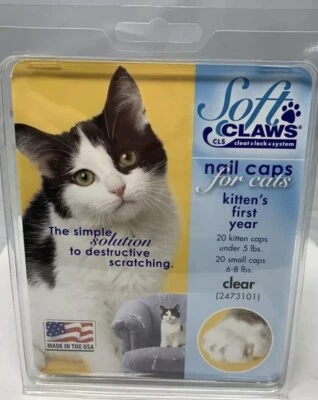 Soft
CLAWS®
CLS cleat lock system
nail caps
for cats
kitten's
first
year
20 kitten caps
under 5 lbs.
20 small caps
6-8 lbs.
clear
(2473101)
The simple
solution
to destructive
scratching.
MADE IN THE USA